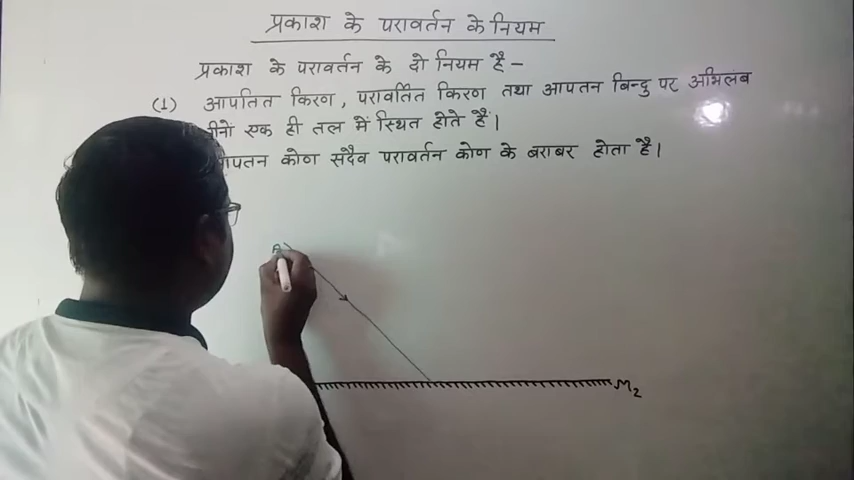 प्रकाश के परावर्तन के नियम
प्रकाश के परावर्तन के दो नियम है -
(1) आपतित किरण, परावर्तित किरण तथा आपतन बिन्दु पर अभिलंब
तीनों एक ही तल में स्थित होते हैं।
आपतन कोण सदैव परावर्तन कोण के बराबर होता है।
A
M2